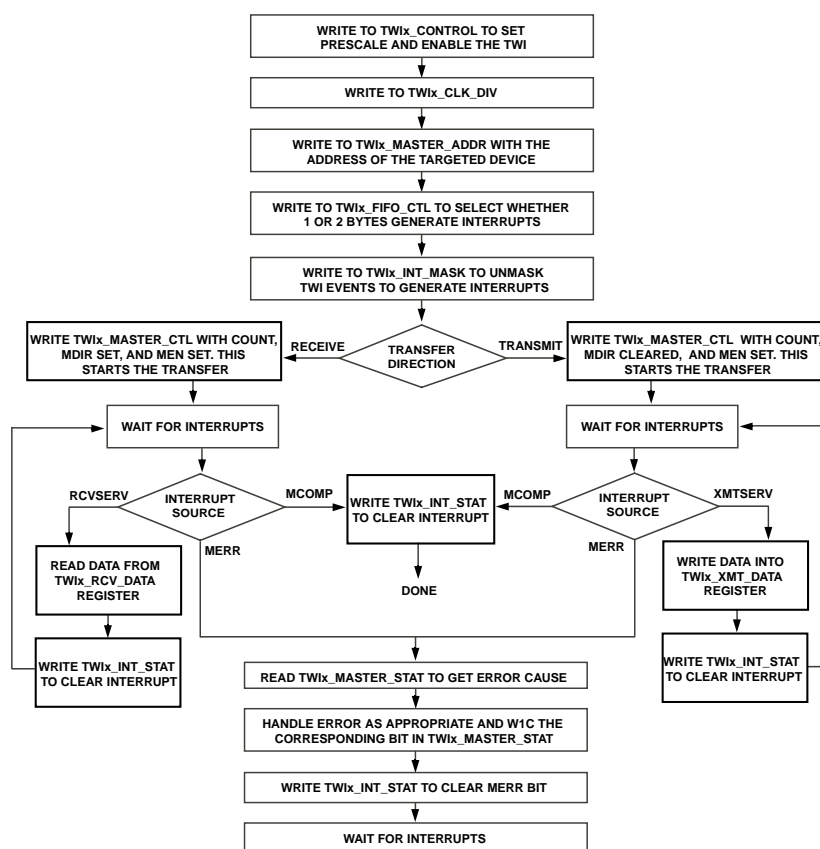 WRITE TO TWIx_CONTROL TO SET
PRESCALE AND ENABLE THE TWI
WRITE TO TWIx_CLK_DIV
WRITE TO TWIx_MASTER_ADDR WITH THE
ADDRESS OF THE TARGETED DEVICE
WRITE TO TWIx_FIFO_CTL TO SELECT WHETHER
1 OR 2 BYTES GENERATE INTERRUPTS
WRITE TO TWIx_INT_MASK TO UNMASK
TWI EVENTS TO GENERATE INTERRUPTS
WRITE TWIx_MASTER_CTL WITH COUNT,
MDIR SET, AND MEN SET. THIS
STARTS THE TRANSFER
RECEIVE
TRANSFER
DIRECTION
TRANSMIT
WRITE TWIx_MASTER_CTL WITH COUNT,
MDIR CLEARED, AND MEN SET. THIS
STARTS THE TRANSFER
WAIT FOR INTERRUPTS
WAIT FOR INTERRUPTS
RCVSERV
INTERRUPT
SOURCE
MCOMP
MERR
WRITE TWIx_INT_STAT
TO CLEAR INTERRUPT
DONE
MCOMP
INTERRUPT
SOURCE
XMTSERV
MERR
READ DATA FROM
TWIx_RCV_DATA
REGISTER
WRITE DATA INTO
TWIx_XMT_DATA
REGISTER
WRITE TWIx_INT_STAT
TO CLEAR INTERRUPT
WRITE TWIx_INT_STAT
TO CLEAR INTERRUPT
READ TWIx_MASTER_STAT TO GET ERROR CAUSE
HANDLE ERROR AS APPROPRIATE AND W1C THE
CORRESPONDING BIT IN TWIx_MASTER_STAT
WRITE TWIx_INT_STAT TO CLEAR MERR BIT
WAIT FOR INTERRUPTS